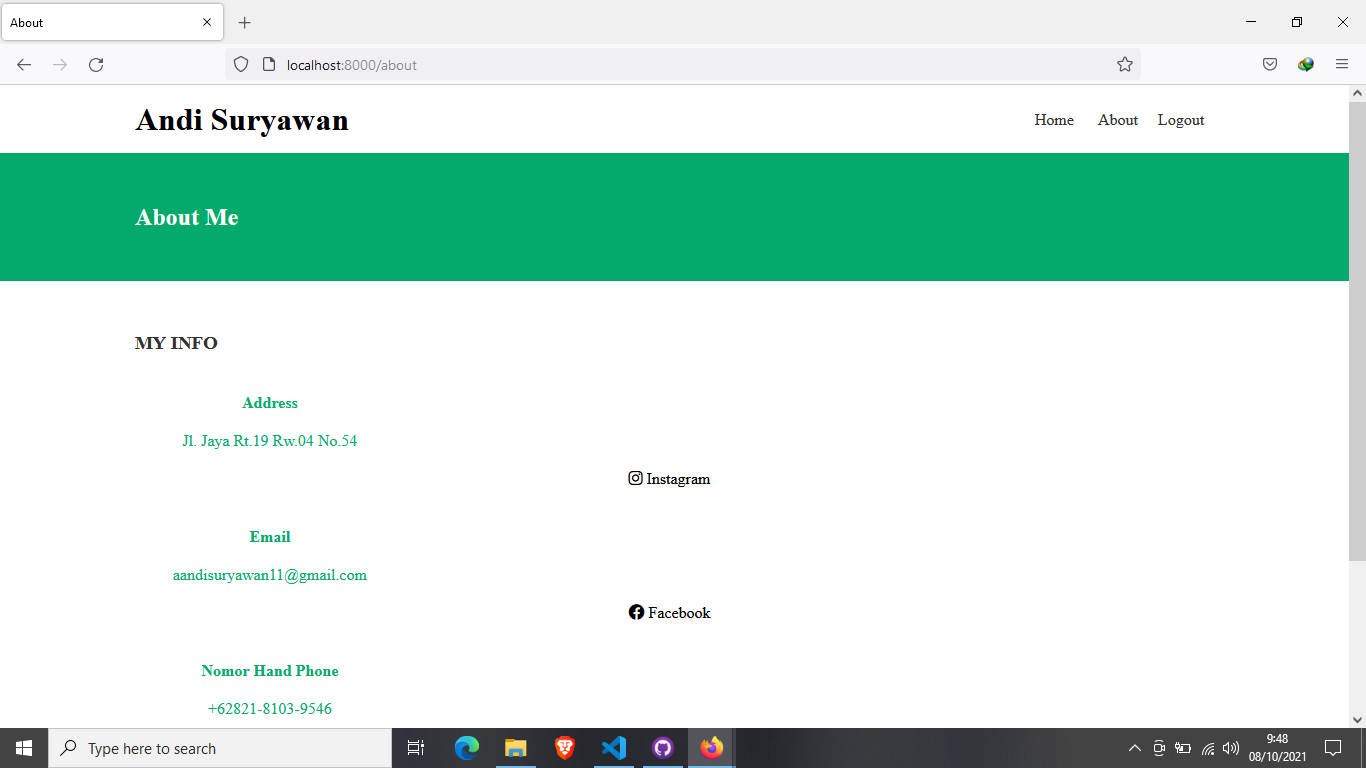 About
localhost:8000/about
Andi Suryawan
Home About Logout
About Me
MY INFO
Address
Jl. Jaya Rt.19 Rw.04 No.54
Instagram
Email
aandisuryawan11@gmail.com
Facebook
Nomor Hand Phone
+62821-8103-9546
Type here to search
9:48
08/10/2021